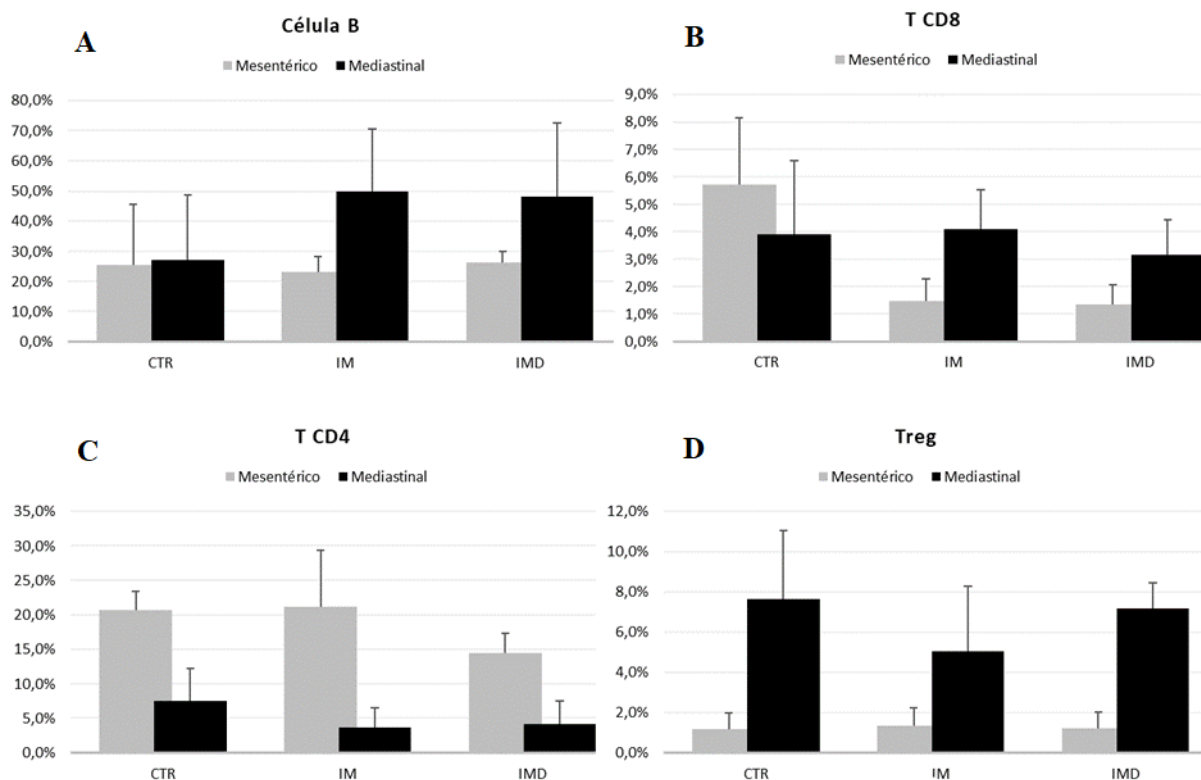 A
Célula B
Mesentérico Mediastinal
80,0%
70,0%
60,0%
50,0%
40,0%
30,0%
20,0%
10,0%
0,0%
CTR IM IMD
B
T CD8
Mesentérico Mediastinal
9,0%
8,0%
7,0%
6,0%
5,0%
4,0%
3,0%
2,0%
1,0%
0,0%
CTR IM IMD
C
T CD4
Mesentérico Mediastinal
35,0%
30,0%
25,0%
20,0%
15,0%
10,0%
5,0%
0,0%
CTR IM IMD
D
Treg
Mesentérico Mediastinal
12,0%
10,0%
8,0%
6,0%
4,0%
2,0%
0,0%
CTR IM IMD